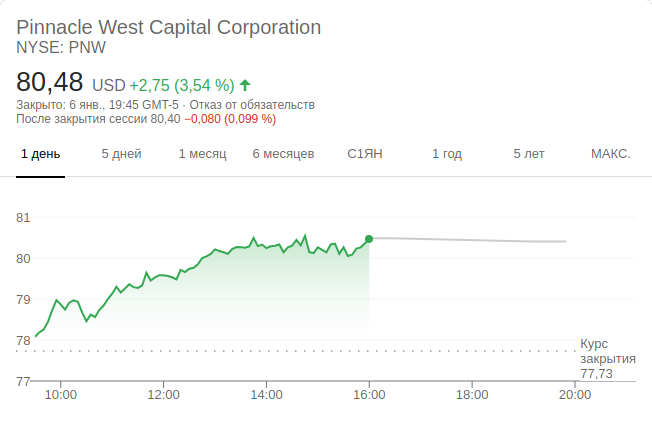 Pinnacle West Capital Corporation
NYSE: PNW
80,48 USD +2,75 (3,54 %)
Закрыто: 6 янв., 19:45 GMT-5 · Отказ от обязательств
После закрытия сессии 80,40 −0,080 (0,099 %)
1 день 5 дней 1 месяц 6 месяцев С1ЯН 1 год 5 лет МАКС.
81
80
79
78
Курс
закрытия
77,73
77
10:00 12:00 14:00 16:00 18:00 20:00